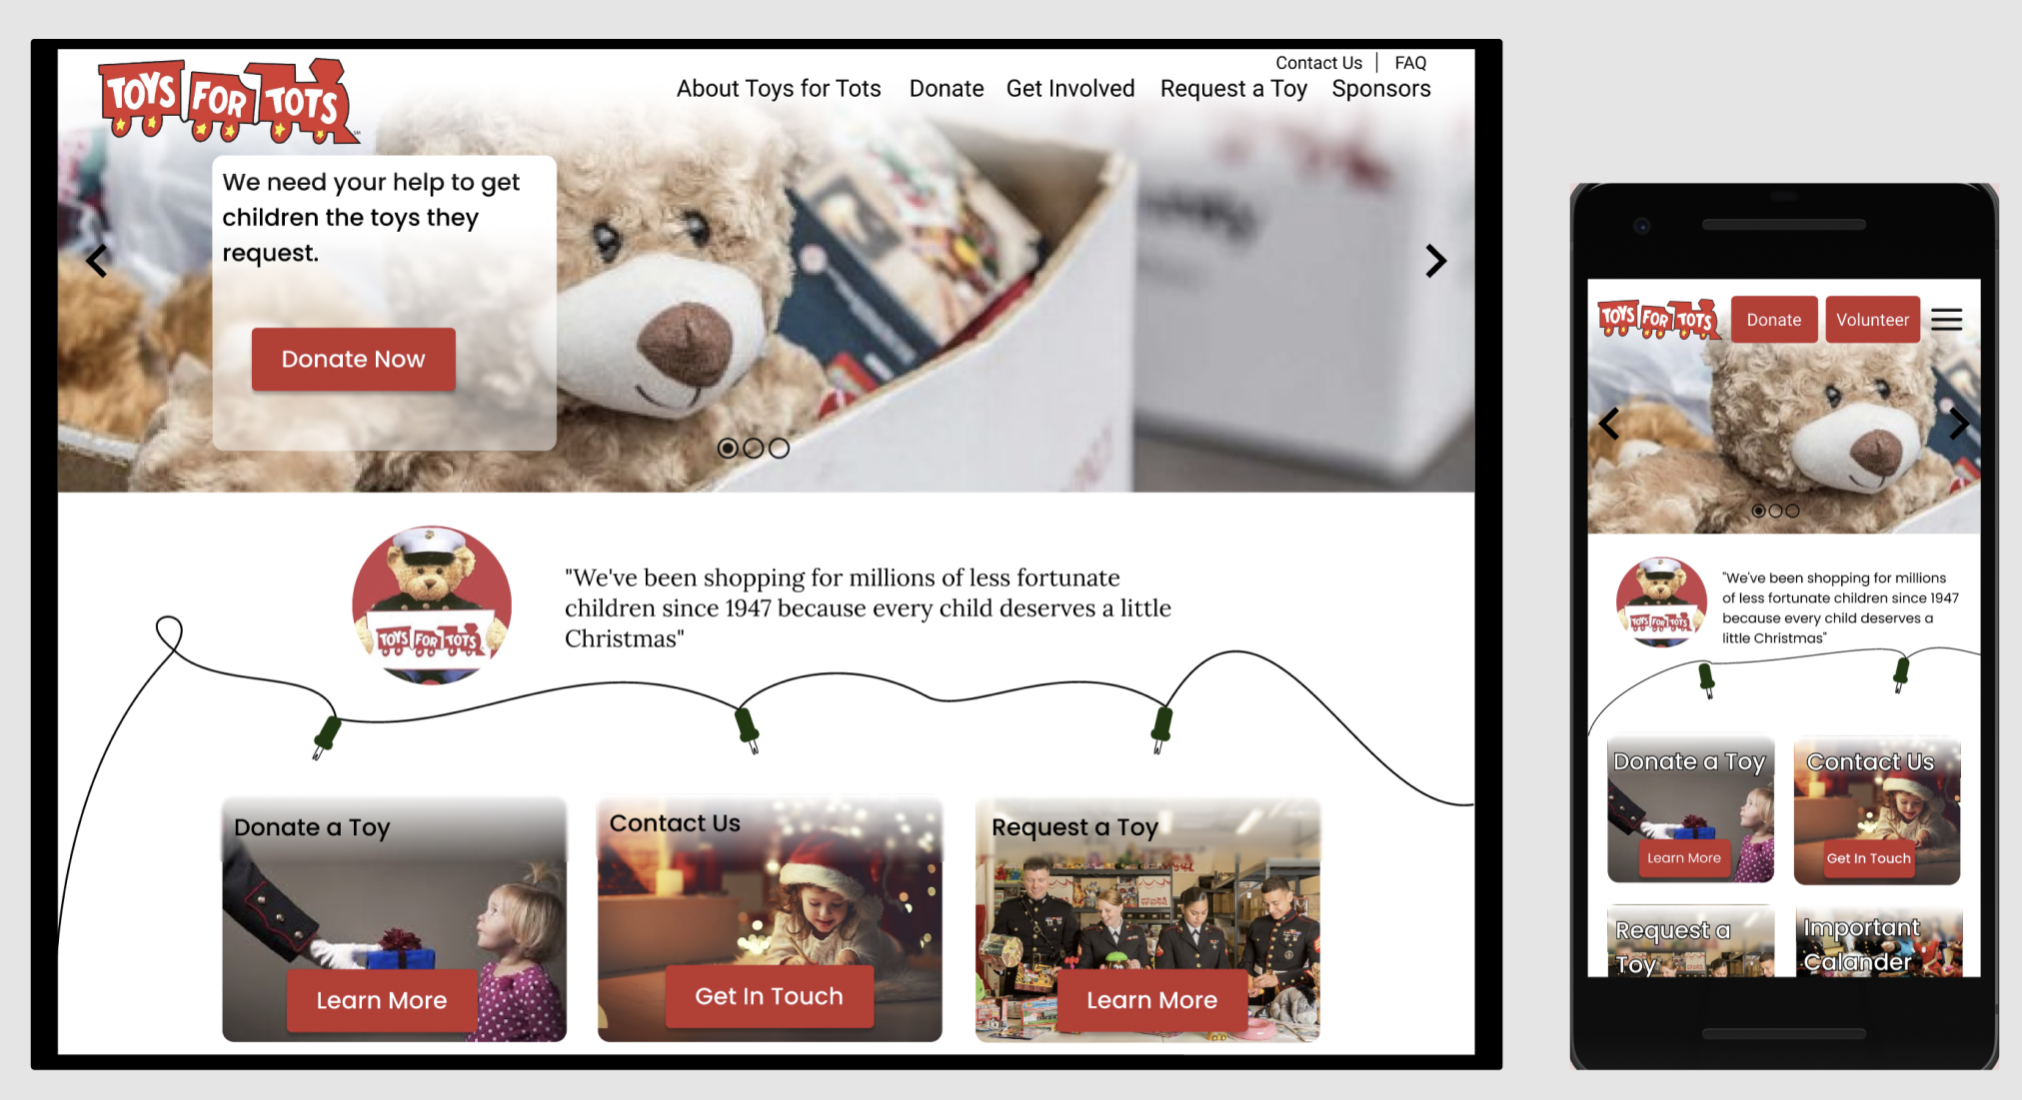 TOYS FOR TOTS
Contact Us | FAQ
About Toys for Tots Donate Get Involved Request a Toy Sponsors
We need your help to get
children the toys they
request.
Donate Now
TOYS FOR TOTS
"We've been shopping for millions of less fortunate
children since 1947 because every child deserves a little
Christmas"
Donate a Toy
Learn More
Contact Us
Get In Touch
Request a Toy
Learn More
TOYS FOR TOTS
Donate
Volunteer
TOYS FOR TOTS
"We've been shopping for millions
of less fortunate children since 1947
because every child deserves a
little Christmas"
Donate a Toy
Learn More
Contact Us
Get In Touch
Request a
Toy
Important
Calander